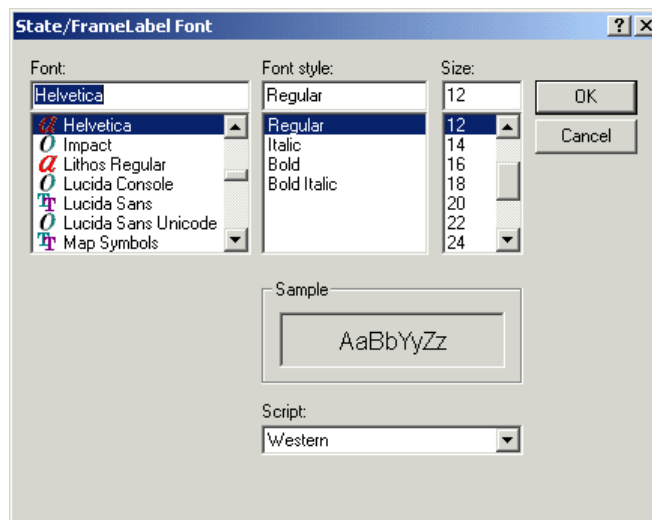 State/FrameLabel Font
Font:
Helvetica
Helvetica
Impact
Lithos Regular
Lucida Console
Lucida Sans
Lucida Sans Unicode
Map Symbols
Font style:
Regular
Regular
Italic
Bold
Bold Italic
Size:
12
12
14
16
18
20
22
24
OK
Cancel
Sample
AaBbYyZz
Script:
Western